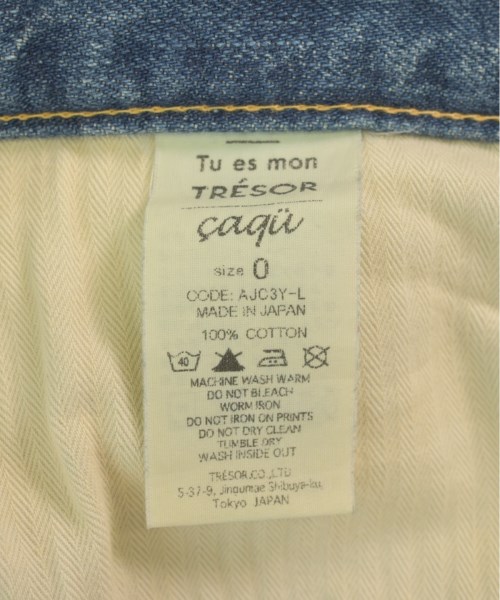 Tu es mon
TRÉSOR
çaqü
size 0
CODE: AJC3Y-L
MADE IN JAPAN
100% COTTON
40
MACHINE WASH WARM
DO NOT BLEACH
WORM IRON
DO NOT IRON ON PRINTS
DO NOT DRY CLEAN
TUMBLE DRY
WASH INSIDE OUT
TRÉSOR.CO.,LTD
5-37-9, Jingumae Shibuya-ku,
Tokyo JAPAN